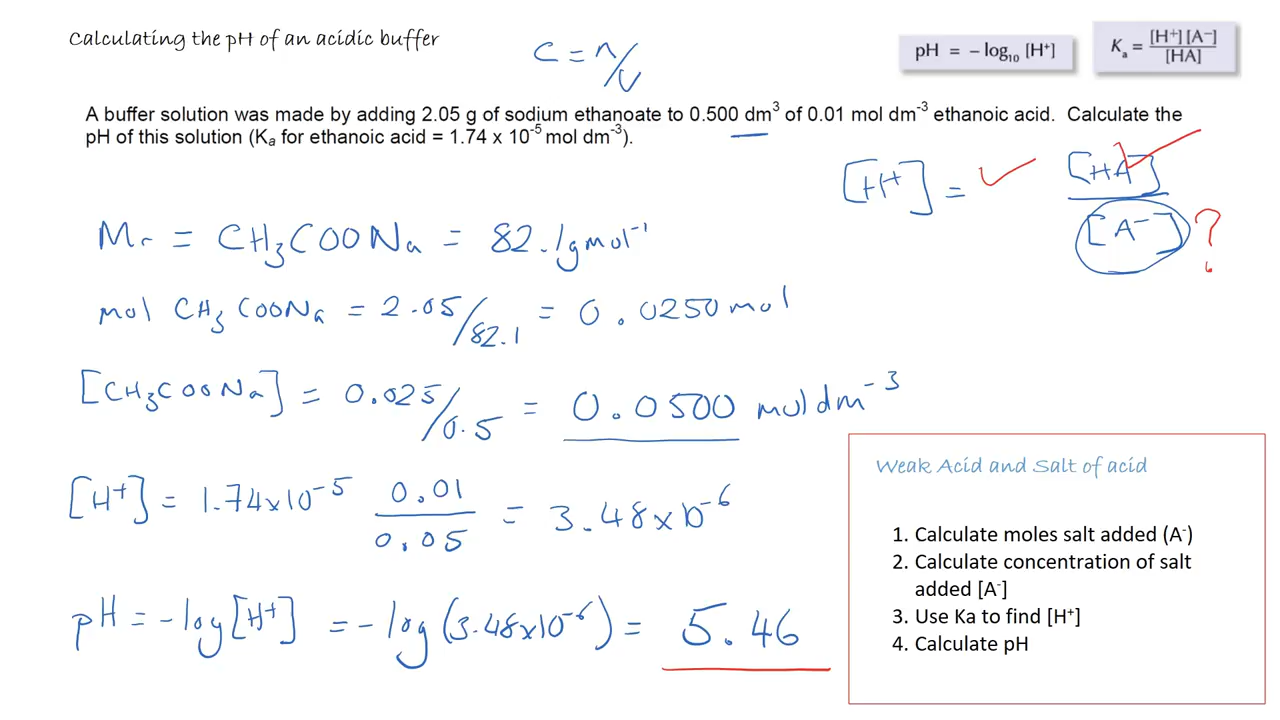 Calculating the pH of an acidic buffer
C = n/v
pH = − log₁₀ [H⁺]
Kₐ = [H⁺] [A⁻] / [HA]
A buffer solution was made by adding 2.05 g of sodium ethanoate to 0.500 dm³ of 0.01 mol dm⁻³ ethanoic acid. Calculate the
pH of this solution (Kₐ for ethanoic acid = 1.74 x 10⁻⁵ mol dm⁻³).
[H⁺] = ✓ [HA] / [A⁻] ?
Mr = CH₃COONa = 82.1gmol⁻¹
mol CH₃COONa = 2.05/82.1 = 0.0250 mol
[CH₃COONa] = 0.025/0.5 = 0.0500 moldm⁻³
[H⁺] = 1.74x10⁻⁵ 0.01 / 0.05 = 3.48x10⁻⁶
pH = −log[H⁺] = −log(3.48x10⁻⁶) = 5.46
Weak Acid and Salt of acid
1. Calculate moles salt added (A⁻)
2. Calculate concentration of salt
added [A⁻]
3. Use Ka to find [H⁺]
4. Calculate pH